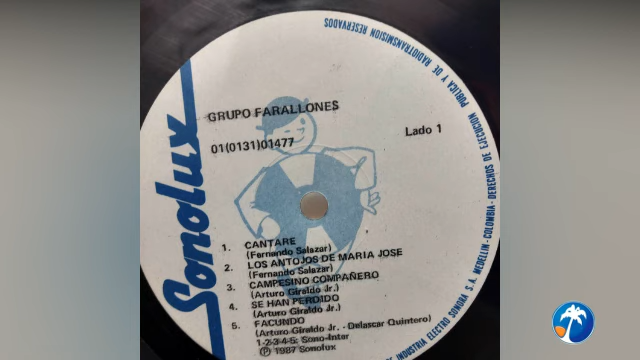 Sonolux
GRUPO FARALLONES
01(0131)01477
Lado 1
1. CANTARE
(Fernando Salazar)
2. LOS ANTOJOS DE MARIA JOSE
(Fernando Salazar)
3. CAMPESINO COMPAÑERO
(Arturo Giraldo Jr.)
4. SE HAN PERDIDO
(Arturo Giraldo Jr.)
5. FACUNDO
(Arturo Giraldo Jr. - Delascar Quintero)
1-2-3-4-5: Sono-Inter
Ⓟ 1987 Sonolux
INDUSTRIA ELECTRO SONORA S.A. MEDELLIN - COLOMBIA - DERECHOS DE EJECUCION PUBLICA Y DE RADIOTRANSMISION RESERVADOS